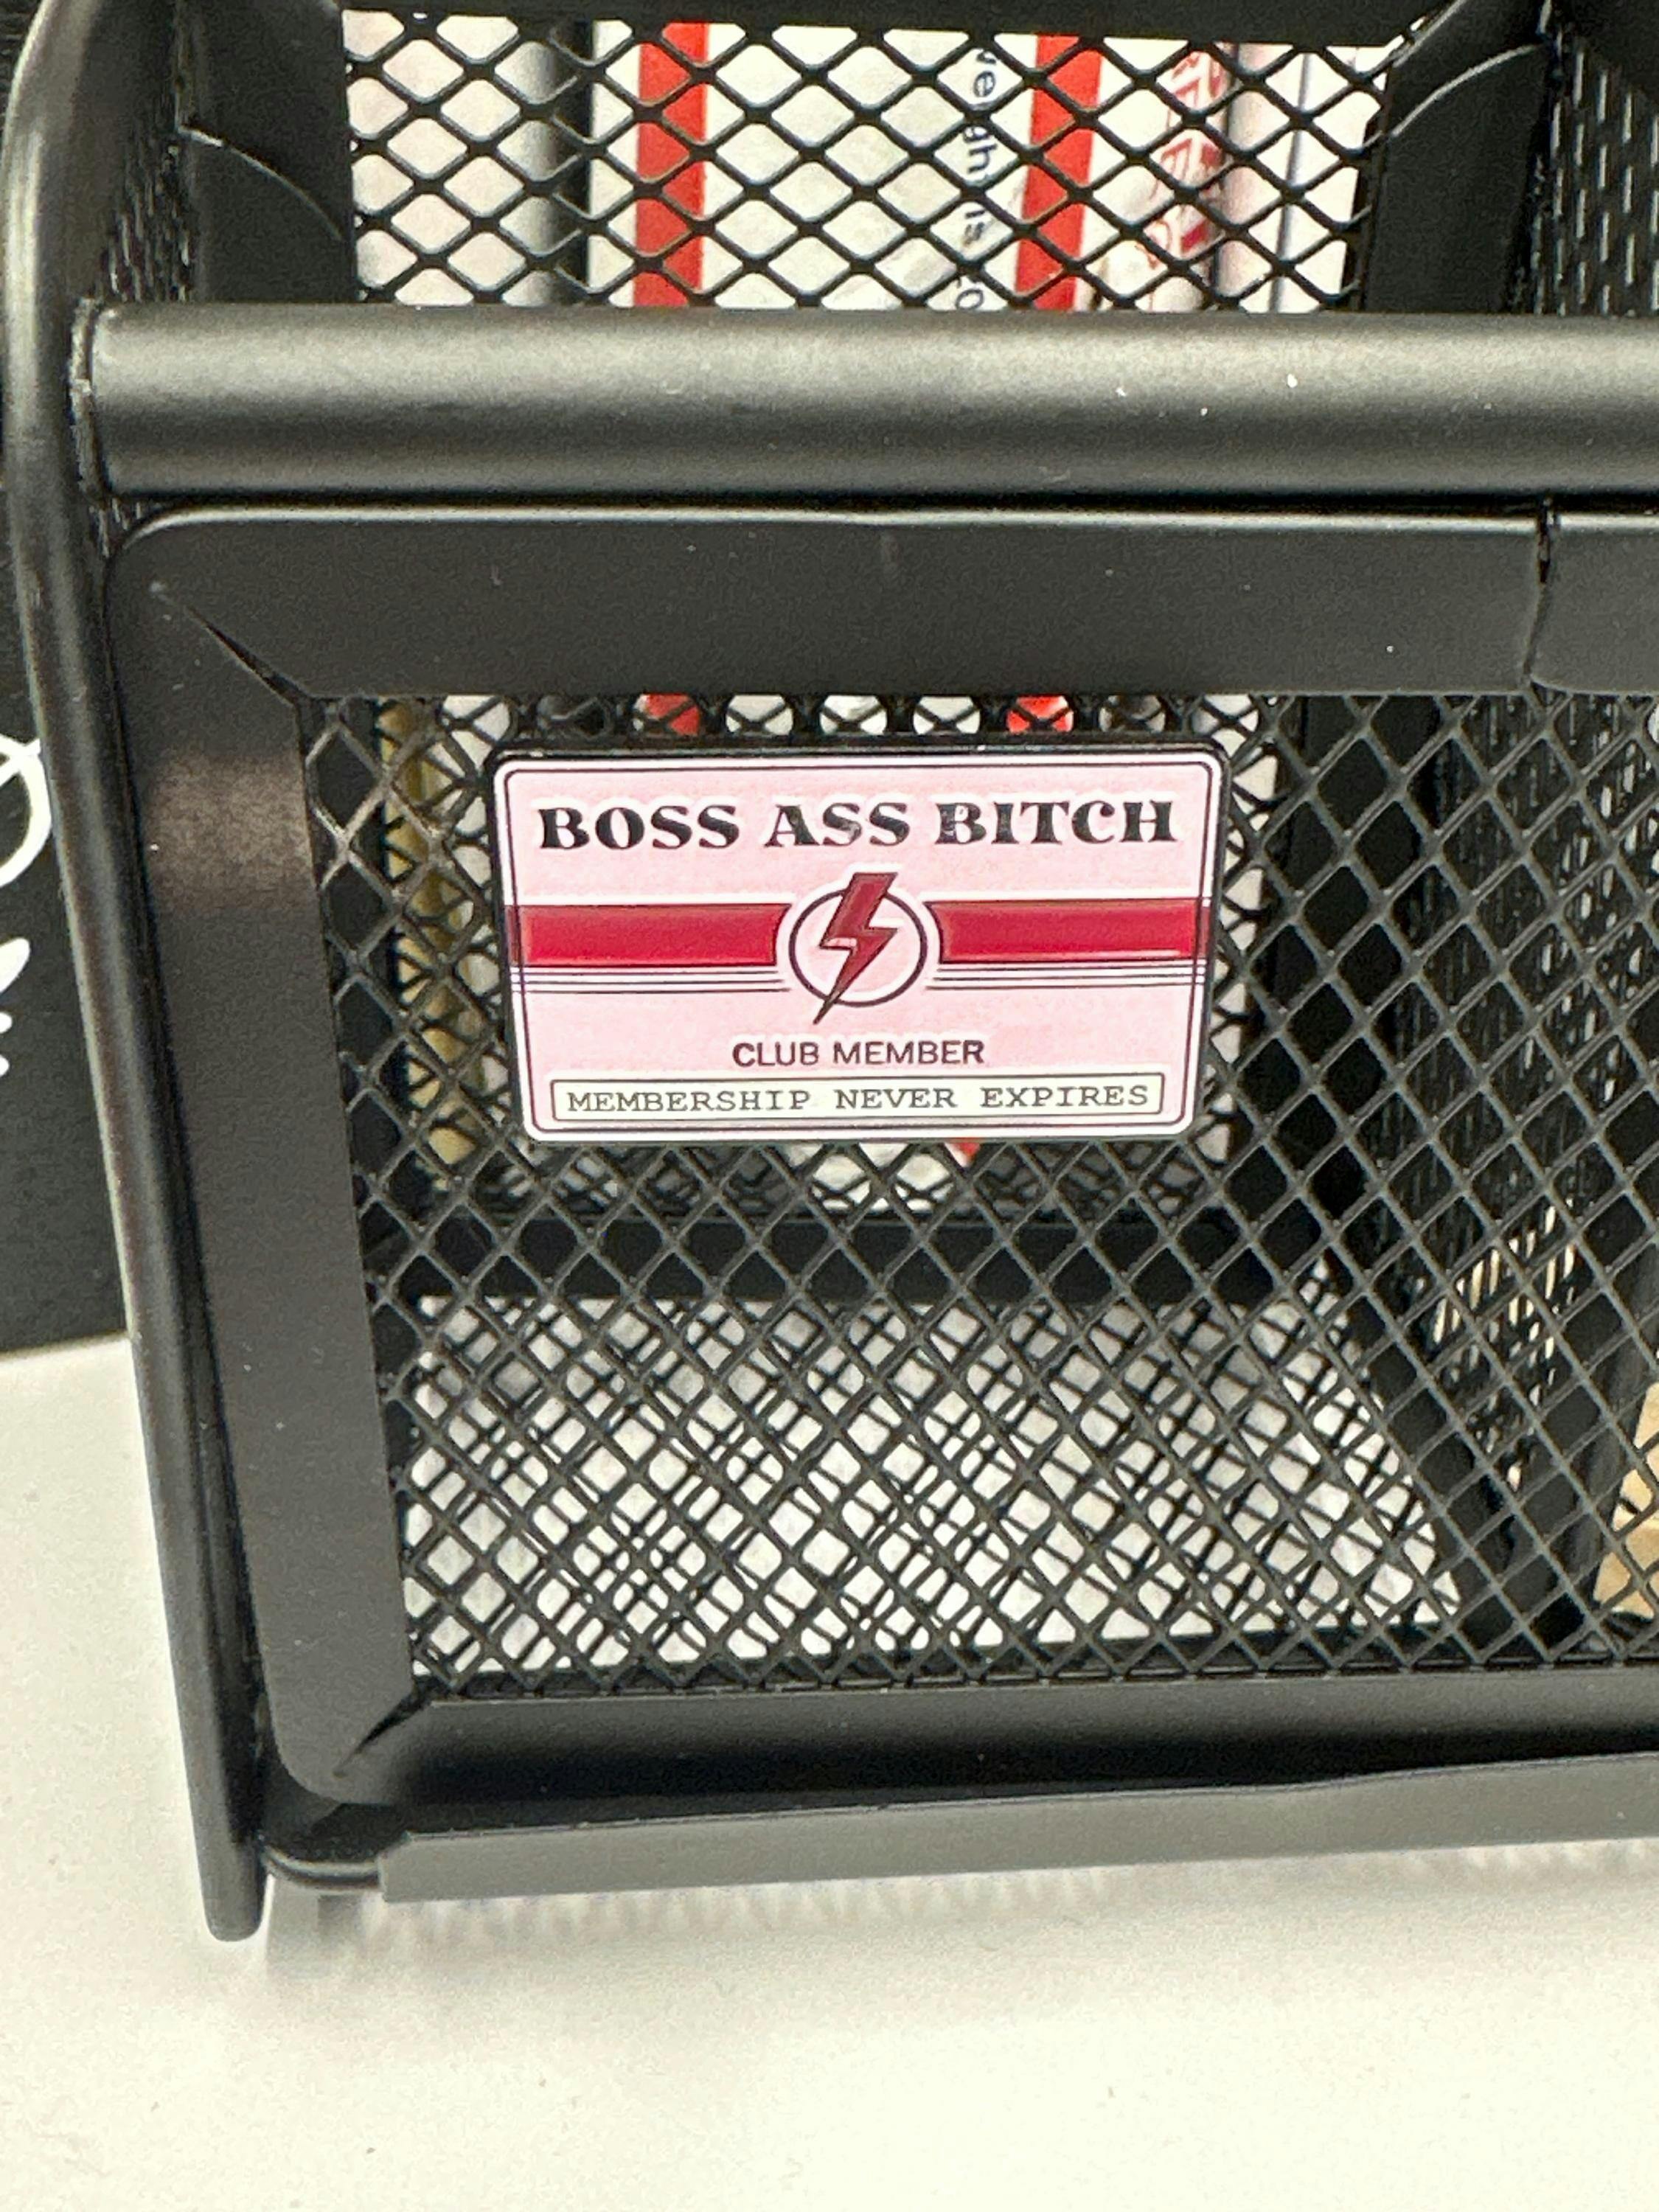 BOSS ASS BITCH
CLUB MEMBER
MEMBERSHIP NEVER EXPIRES